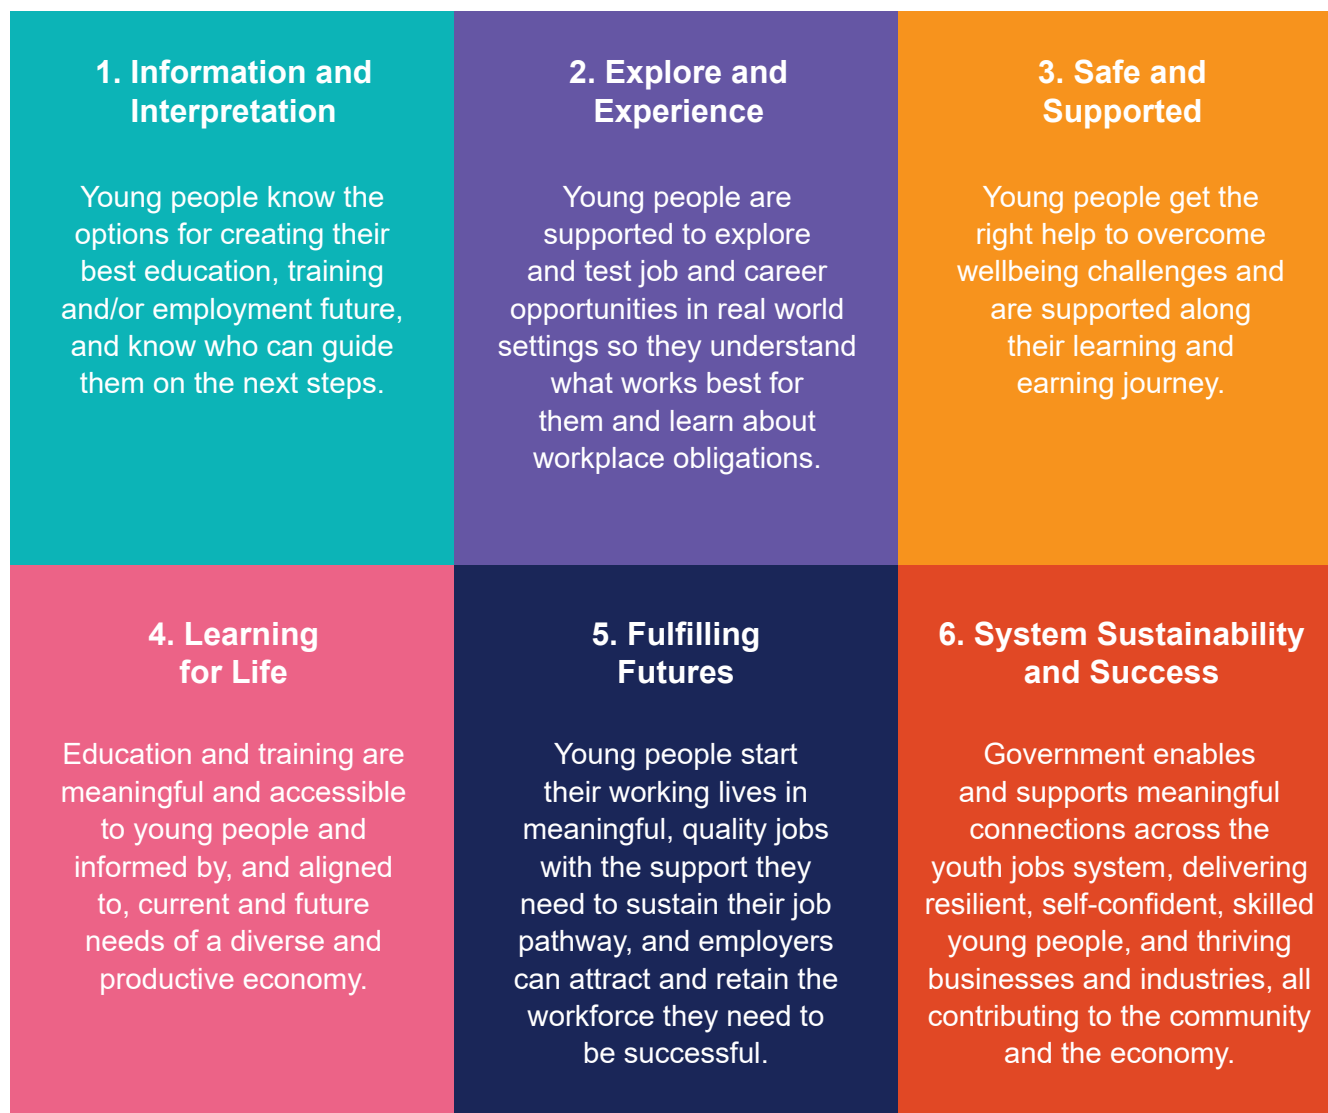 1. Information and
Interpretation
Young people know the
options for creating their
best education, training
and/or employment future,
and know who can guide
them on the next steps.
2. Explore and
Experience
Young people are
supported to explore
and test job and career
opportunities in real world
settings so they understand
what works best for
them and learn about
workplace obligations.
3. Safe and
Supported
Young people get the
right help to overcome
wellbeing challenges and
are supported along
their learning and
earning journey.
4. Learning
for Life
Education and training are
meaningful and accessible
to young people and
informed by, and aligned
to, current and future
needs of a diverse and
productive economy.
5. Fulfilling
Futures
Young people start
their working lives in
meaningful, quality jobs
with the support they
need to sustain their job
pathway, and employers
can attract and retain the
workforce they need to
be successful.
6. System Sustainability
and Success
Government enables
and supports meaningful
connections across the
youth jobs system, delivering
resilient, self-confident, skilled
young people, and thriving
businesses and industries, all
contributing to the community
and the economy.